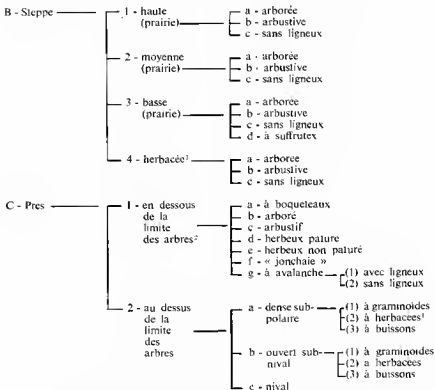 B - Steppe
1 - haute
(prairie)
a - arborée
b - arbustive
c - sans ligneux
2 - moyenne
(prairie)
a - arborée
b - arbustive
c - sans ligneux
3 - basse
(prairie)
a - arborée
b - arbustive
c - sans ligneux
d - à suffrutex
4 - herbacée¹
a - arborée
b - arbustive
c - sans ligneux
C - Pres
1 - en dessous
de la
limite
des arbres²
a - à boqueteaux
b - arboré
c - arbustif
d - herbeux pature
e - herbeux non paturé
f - « jonchaie »
g - à avalanche
(1) avec ligneux
(2) sans ligneux
2 - au dessus
de la
limite
des
arbres
a - dense sub-
polaire
(1) à graminoides
(2) à herbacées¹
(3) à buissons
b - ouvert sub-
nival
(1) à graminoides
(2) a herbacées
(3) à buissons
c - nival